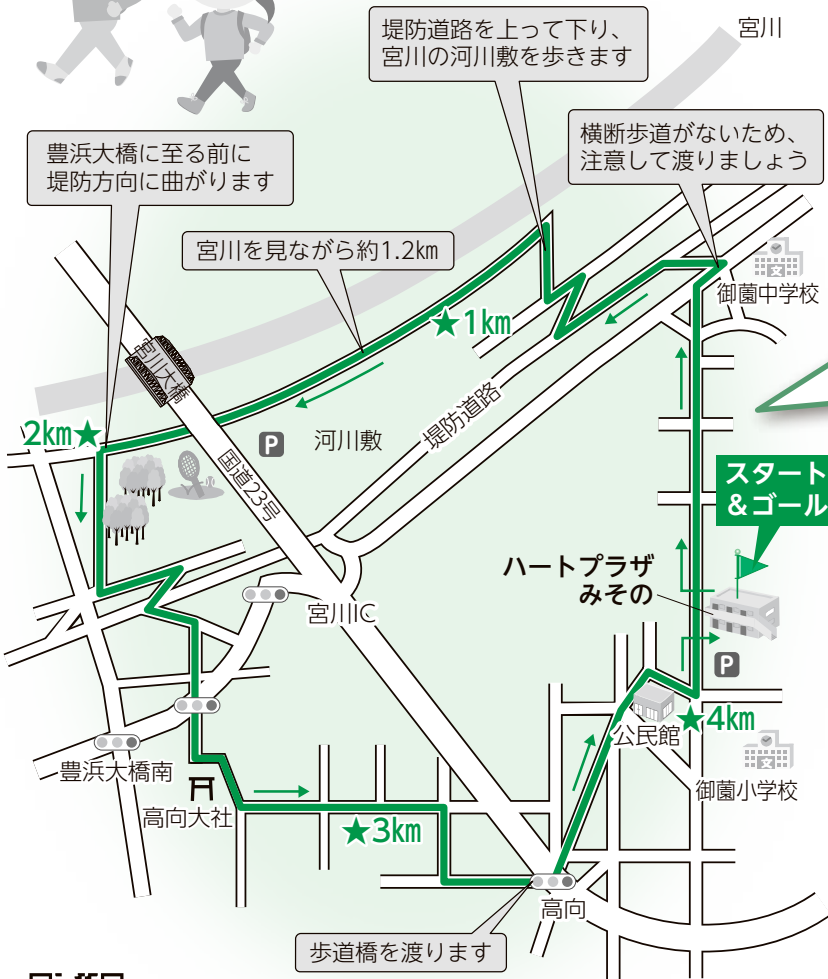 堤防道路を上って下り、
宮川の河川敷を歩きます
宮川
豊浜大橋に至る前に
堤防方向に曲がります
横断歩道がないため、
注意して渡りましょう
宮川を見ながら約1.2km
御薗中学校
★1km
宮川大橋
2km★
P
河川敷
堤防道路
国道23号
スタート
&ゴール
ハートプラザ
みその
宮川IC
P
★4km
公民館
豊浜大橋南
高向大社
御薗小学校
★3km
高向
歩道橋を渡ります